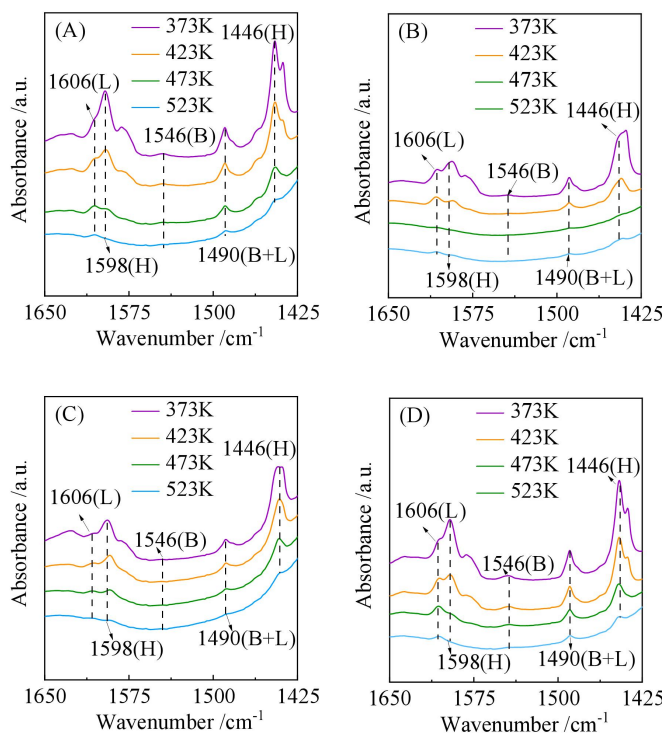 (A)
373K
423K
473K
523K
1446(H)
1606(L)
1546(B)
1598(H)
1490(B+L)
Absorbance /a.u.
1650 1575 1500 1425
Wavenumber /cm-1
(B)
373K
423K
473K
523K
1446(H)
1606(L)
1546(B)
1598(H)
1490(B+L)
Absorbance /a.u.
1650 1575 1500 1425
Wavenumber /cm-1
(C)
373K
423K
473K
523K
1446(H)
1606(L)
1546(B)
1598(H)
1490(B+L)
Absorbance /a.u.
1650 1575 1500 1425
Wavenumber /cm-1
(D)
373K
423K
473K
523K
1446(H)
1606(L)
1546(B)
1598(H)
1490(B+L)
Absorbance /a.u.
1650 1575 1500 1425
Wavenumber /cm-1